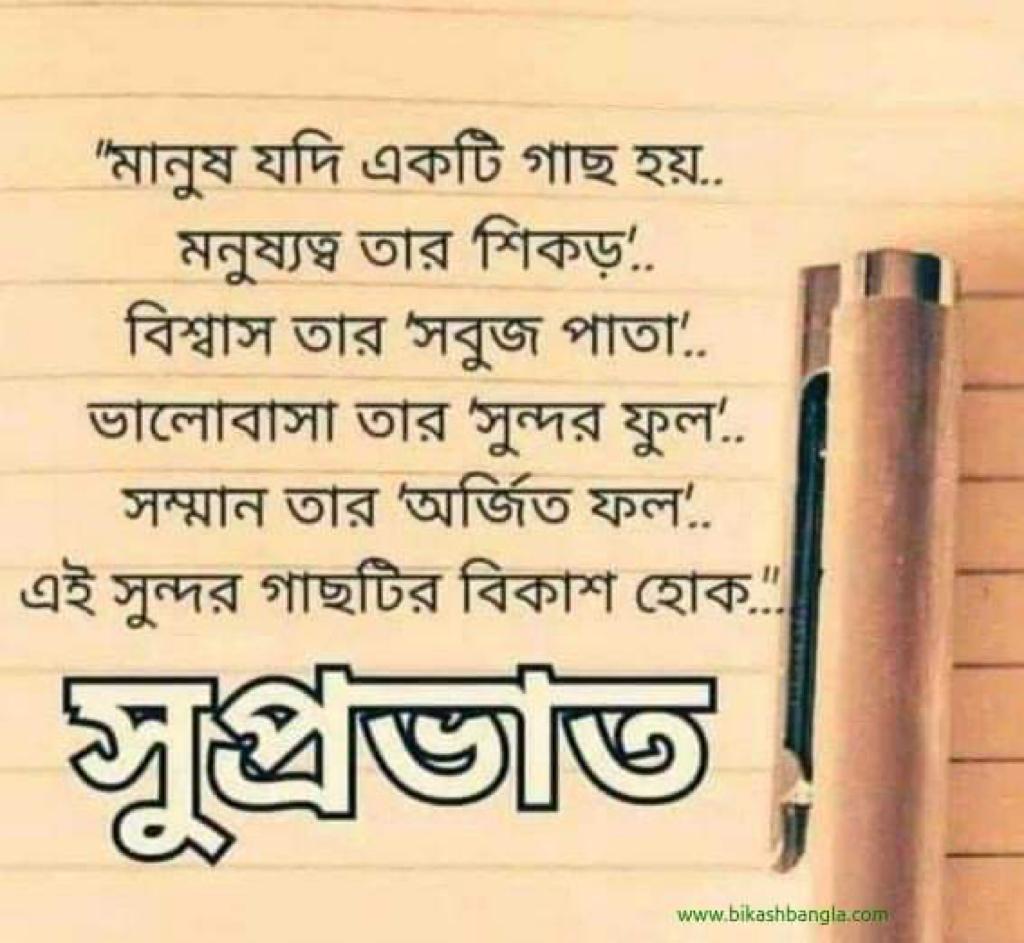 "মানুষ যদি একটি গাছ হয়..
মনুষ্যত্ব তার 'শিকড়'..
বিশ্বাস তার 'সবুজ পাতা'..
ভালোবাসা তার 'সুন্দর ফুল'..
সম্মান তার 'অর্জিত ফল'..
এই সুন্দর গাছটির বিকাশ হোক..."
সুপ্রভাত
www.bikashbangla.com